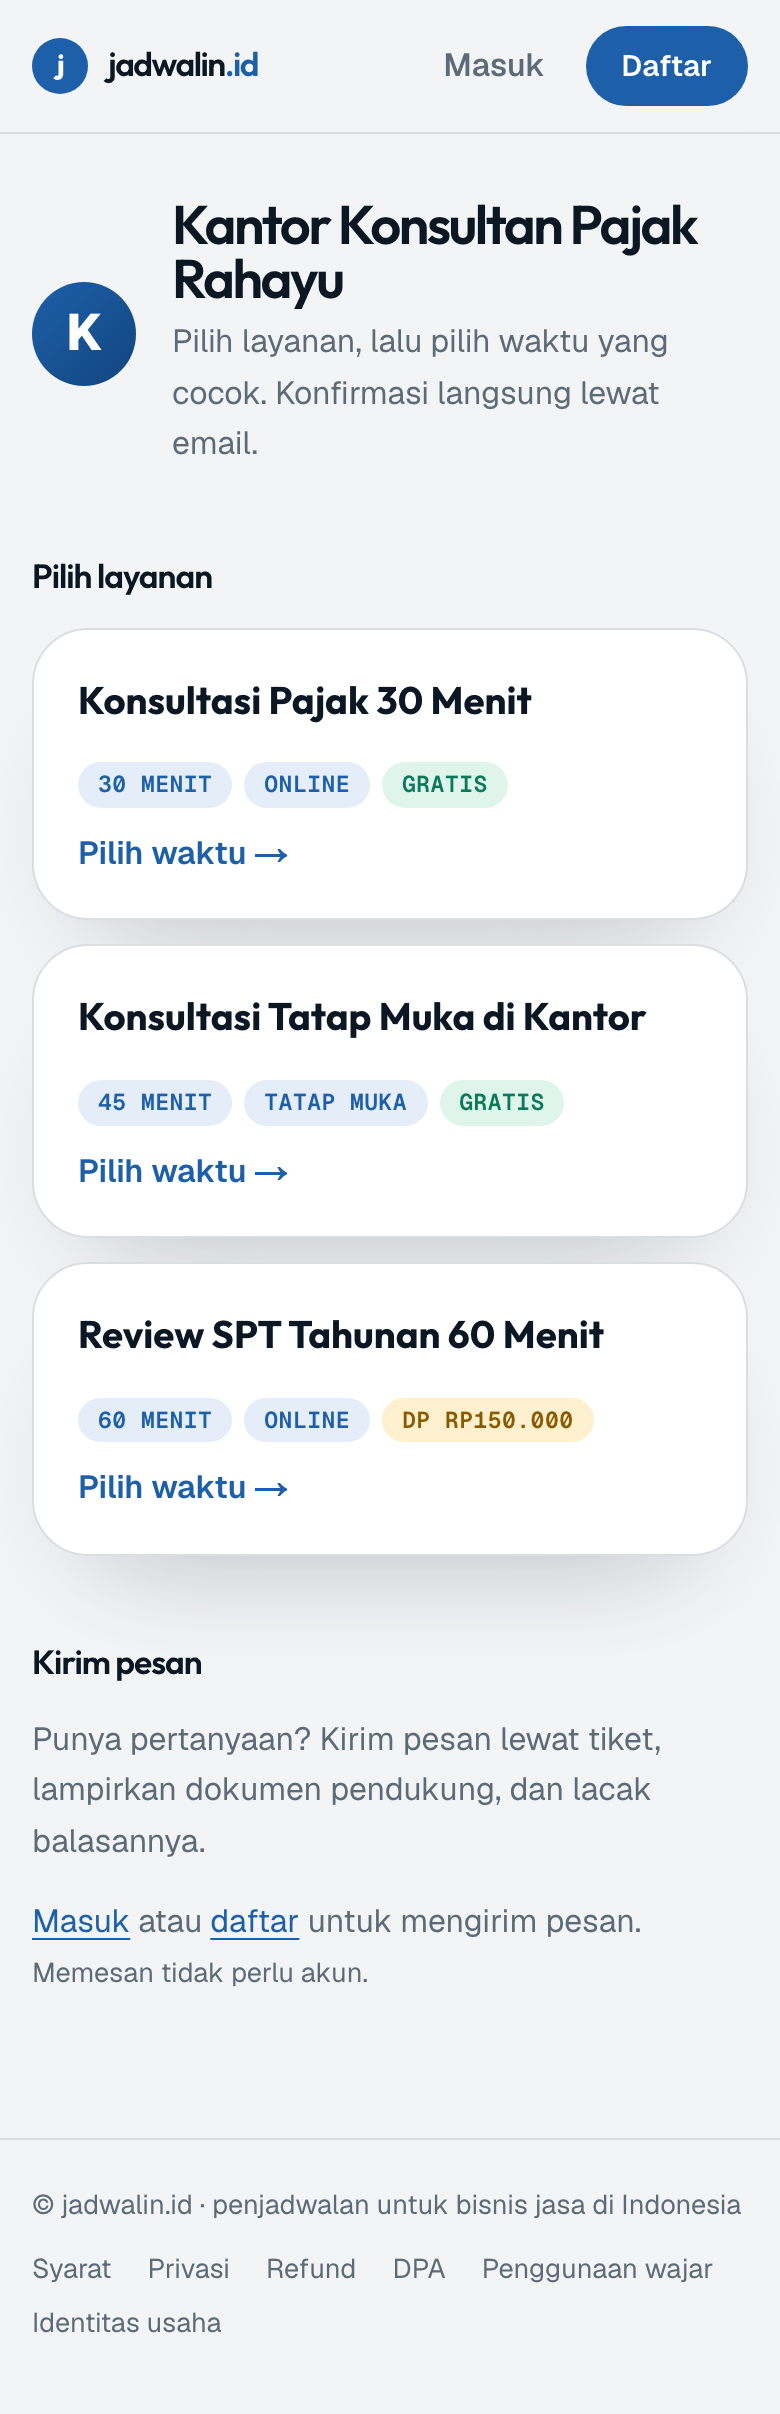 j jadwalin.id Masuk Daftar
Kantor Konsultan Pajak
Rahayu
K
Pilih layanan, lalu pilih waktu yang
cocok. Konfirmasi langsung lewat
email.
Pilih layanan
Konsultasi Pajak 30 Menit
30 MENIT ONLINE GRATIS
Pilih waktu →
Konsultasi Tatap Muka di Kantor
45 MENIT TATAP MUKA GRATIS
Pilih waktu →
Review SPT Tahunan 60 Menit
60 MENIT ONLINE DP RP150.000
Pilih waktu →
Kirim pesan
Punya pertanyaan? Kirim pesan lewat tiket,
lampirkan dokumen pendukung, dan lacak
balasannya.
Masuk atau daftar untuk mengirim pesan.
Memesan tidak perlu akun.
© jadwalin.id · penjadwalan untuk bisnis jasa di Indonesia
Syarat Privasi Refund DPA Penggunaan wajar
Identitas usaha